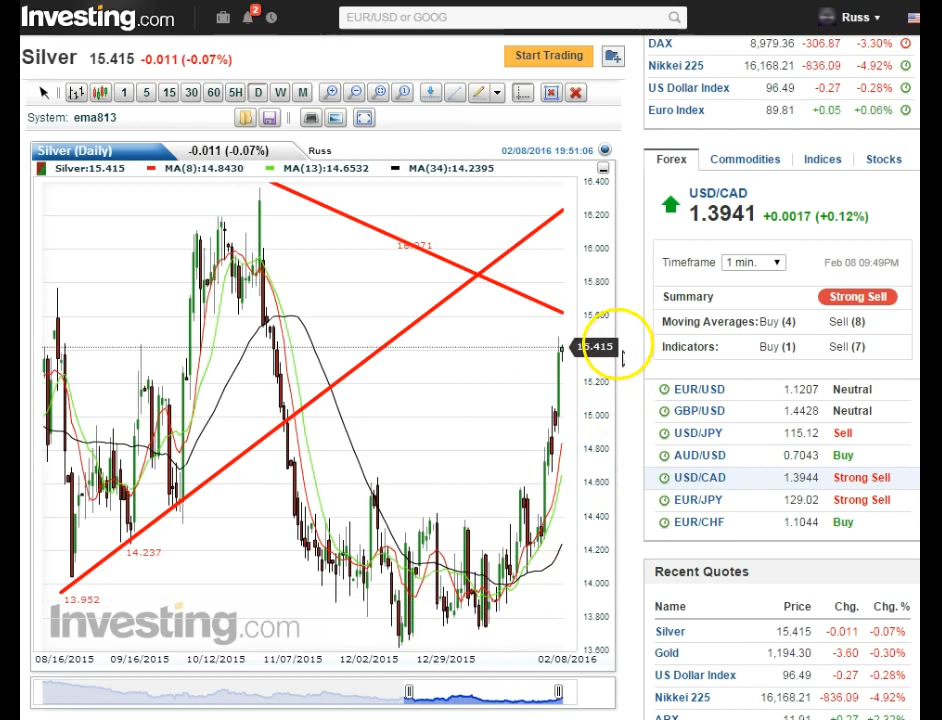 Investing.com
2
EUR/USD or GOOG
Russ
Silver 15.415 -0.011 (-0.07%)
Start Trading
1 5 15 30 60 5H D W M
System: ema813
Silver (Daily) -0.011 (-0.07%) Russ 02/08/2016 19:51:06
Silver:15.415 MA(8):14.8430 MA(13):14.6532 MA(34):14.2395
16.400
16.200
16.000
15.800
15.600
15.415
15.200
15.000
14.800
14.600
14.400
14.200
14.000
13.800
13.600
14.237
13.952
Investing.com
08/16/2015 09/16/2015 10/12/2015 11/07/2015 12/02/2015 12/29/2015 02/08/2016
DAX 8,979.36 -306.87 -3.30%
Nikkei 225 16,168.21 -836.09 -4.92%
US Dollar Index 96.49 -0.27 -0.28%
Euro Index 89.81 +0.05 +0.06%
Forex Commodities Indices Stocks
USD/CAD
1.3941 +0.0017 (+0.12%)
Timeframe 1 min. Feb 08 09:49PM
Summary Strong Sell
Moving Averages: Buy (4) Sell (8)
Indicators: Buy (1) Sell (7)
EUR/USD 1.1207 Neutral
GBP/USD 1.4428 Neutral
USD/JPY 115.12 Sell
AUD/USD 0.7043 Buy
USD/CAD 1.3944 Strong Sell
EUR/JPY 129.02 Strong Sell
EUR/CHF 1.1044 Buy
Recent Quotes
Name Price Chg. Chg. %
Silver 15.415 -0.011 -0.07%
Gold 1,194.30 -3.60 -0.30%
US Dollar Index 96.49 -0.27 -0.28%
Nikkei 225 16,168.21 -836.09 -4.92%